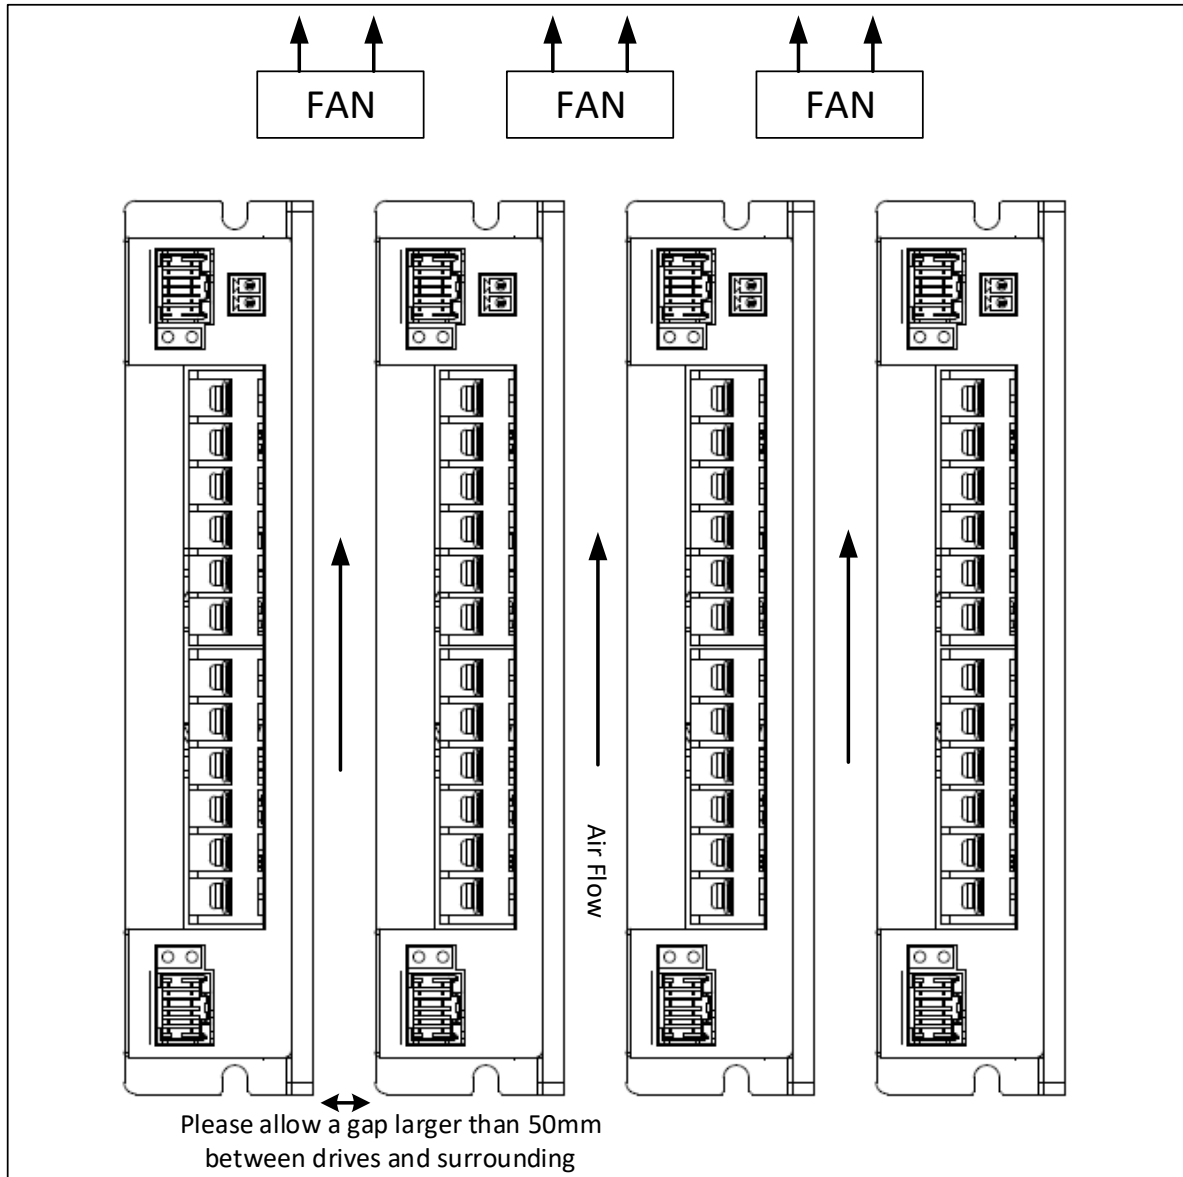 FAN
FAN
FAN
Air Flow
Please allow a gap larger than 50mm
between drives and surrounding